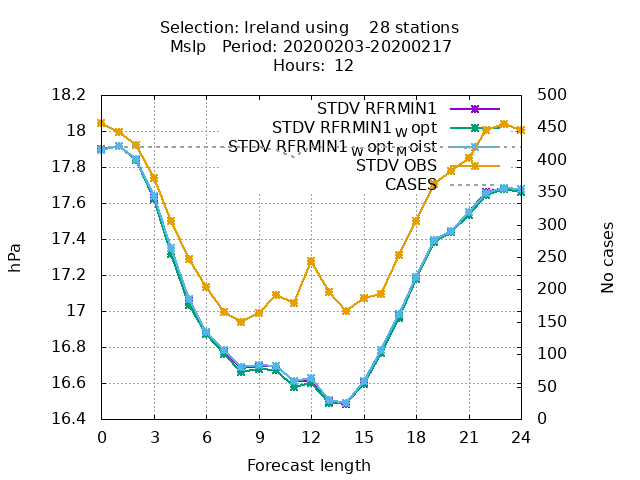 Selection: Ireland using    28 stations
Mslp   Period: 20200203-20200217
Hours:  12
18.2
18
17.8
17.6
17.4
17.2
17
16.8
16.6
16.4
hPa
500
450
400
350
300
250
200
150
100
50
0
No cases
STDV RFRMIN1
STDV RFRMIN1_W opt
STDV RFRMIN1_W opt_M oist
STDV OBS
CASES
0 3 6 9 12 15 18 21 24
Forecast length